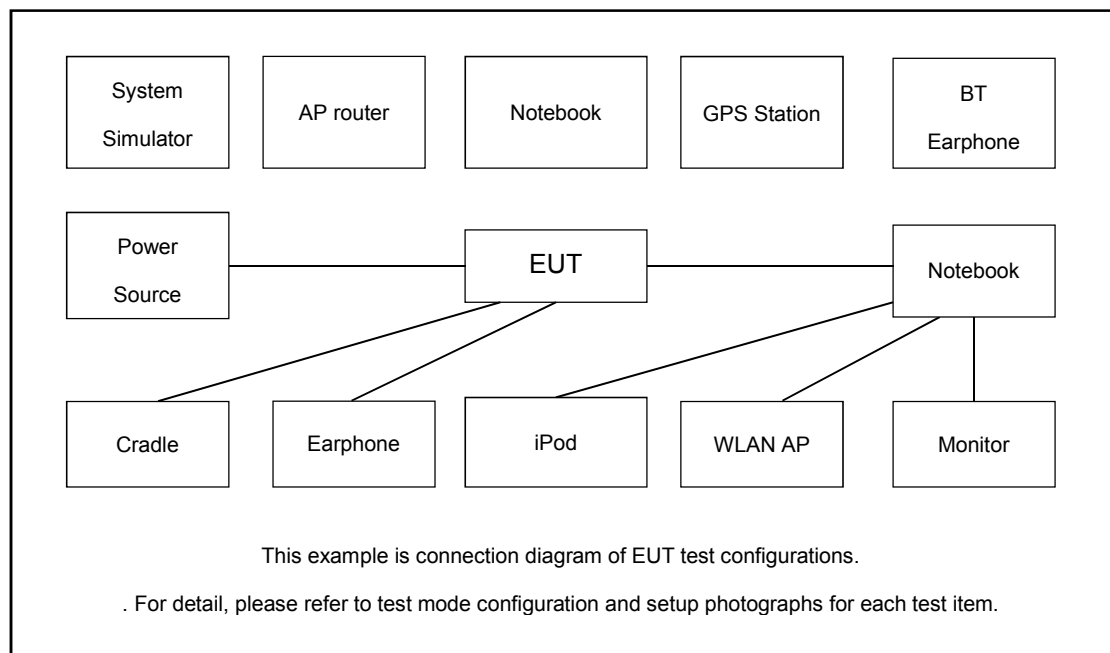 System
Simulator
AP router
Notebook
GPS Station
BT
Earphone
Power
Source
EUT
Notebook
Cradle
Earphone
iPod
WLAN AP
Monitor
This example is connection diagram of EUT test configurations.
. For detail, please refer to test mode configuration and setup photographs for each test item.